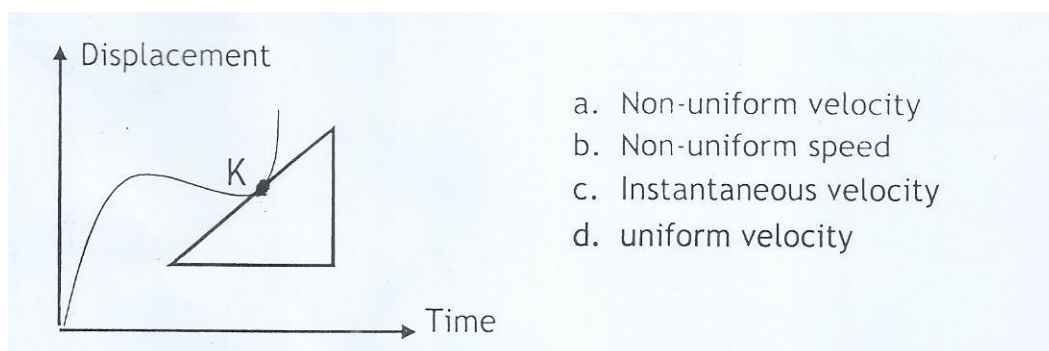 Displacement
K
Time
a. Non-uniform velocity
b. Non-uniform speed
c. Instantaneous velocity
d. uniform velocity